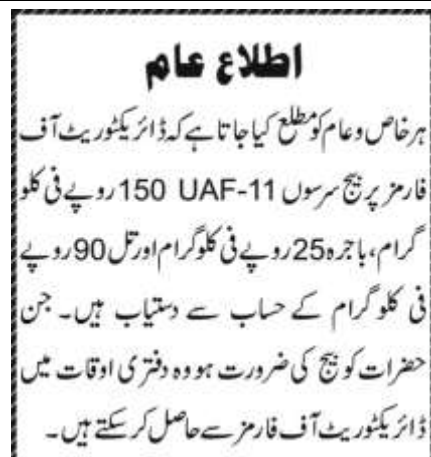 اطلاع عام
ہر خاص و عام کو مطلع کیا جاتا ہے کہ ڈائریکٹوریٹ آف
فارمز پر بیج سرسوں UAF-11 150 روپے فی کلو
گرام، باجرہ 25 روپے فی کلوگرام اور تل 90 روپے
فی کلو گرام کے حساب سے دستیاب ہیں۔ جن
حضرات کو بیج کی ضرورت ہو وہ دفتری اوقات میں
ڈائریکٹوریٹ آف فارمز سے حاصل کر سکتے ہیں۔